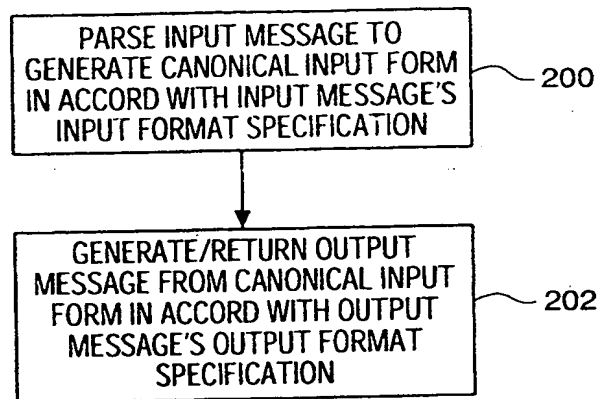 PARSE INPUT MESSAGE TO
GENERATE CANONICAL INPUT FORM
IN ACCORD WITH INPUT MESSAGE'S
INPUT FORMAT SPECIFICATION
200
GENERATE/RETURN OUTPUT
MESSAGE FROM CANONICAL INPUT
FORM IN ACCORD WITH OUTPUT
MESSAGE'S OUTPUT FORMAT
SPECIFICATION
202